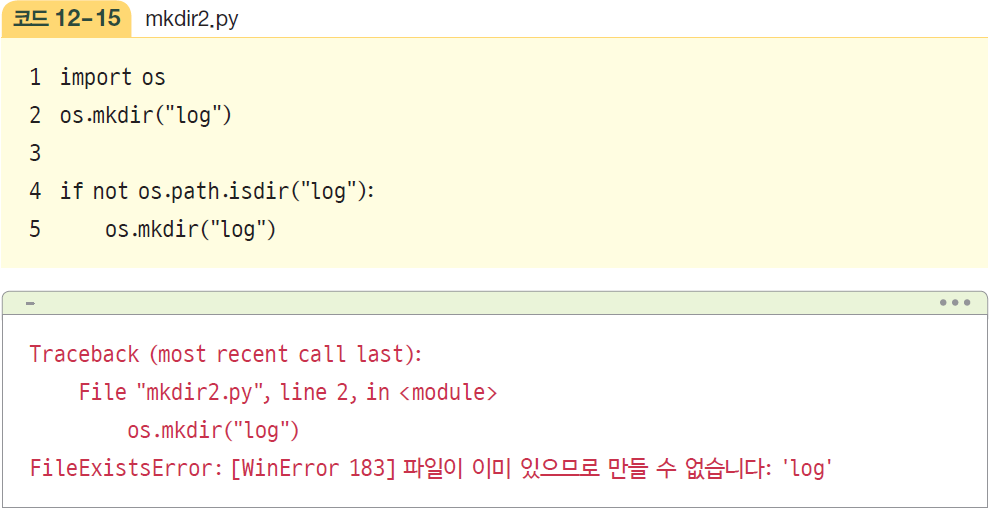 코드 12-15 mkdir2.py
1 import os
2 os.mkdir("log")
3
4 if not os.path.isdir("log"):
5     os.mkdir("log")
Traceback (most recent call last):
    File "mkdir2.py", line 2, in <module>
        os.mkdir("log")
FileExistsError: [WinError 183] 파일이 이미 있으므로 만들 수 없습니다: 'log'